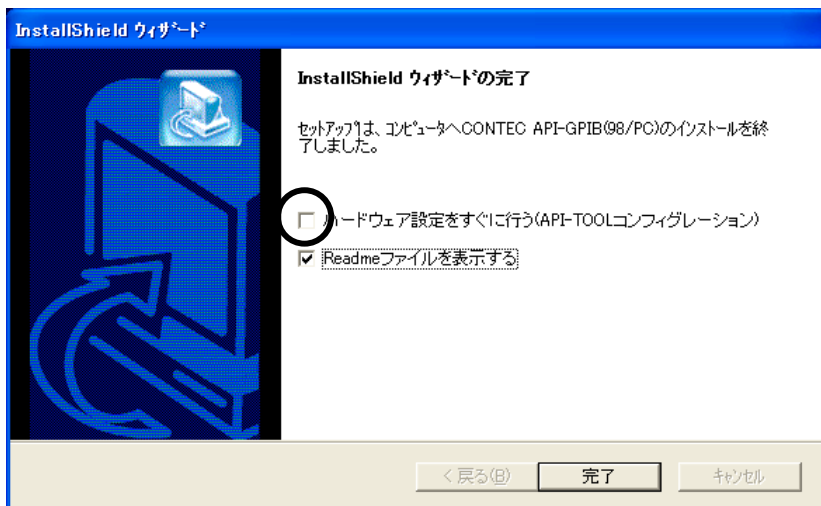 InstallShield ウィザード
InstallShield ウィザードの完了
セットアップは、コンピュータへCONTEC API-GPIB(98/PC)のインストールを終
了しました。
ハードウェア設定をすぐに行う(API-TOOLコンフィグレーション)
Readmeファイルを表示する
< 戻る(B)
完了
キャンセル